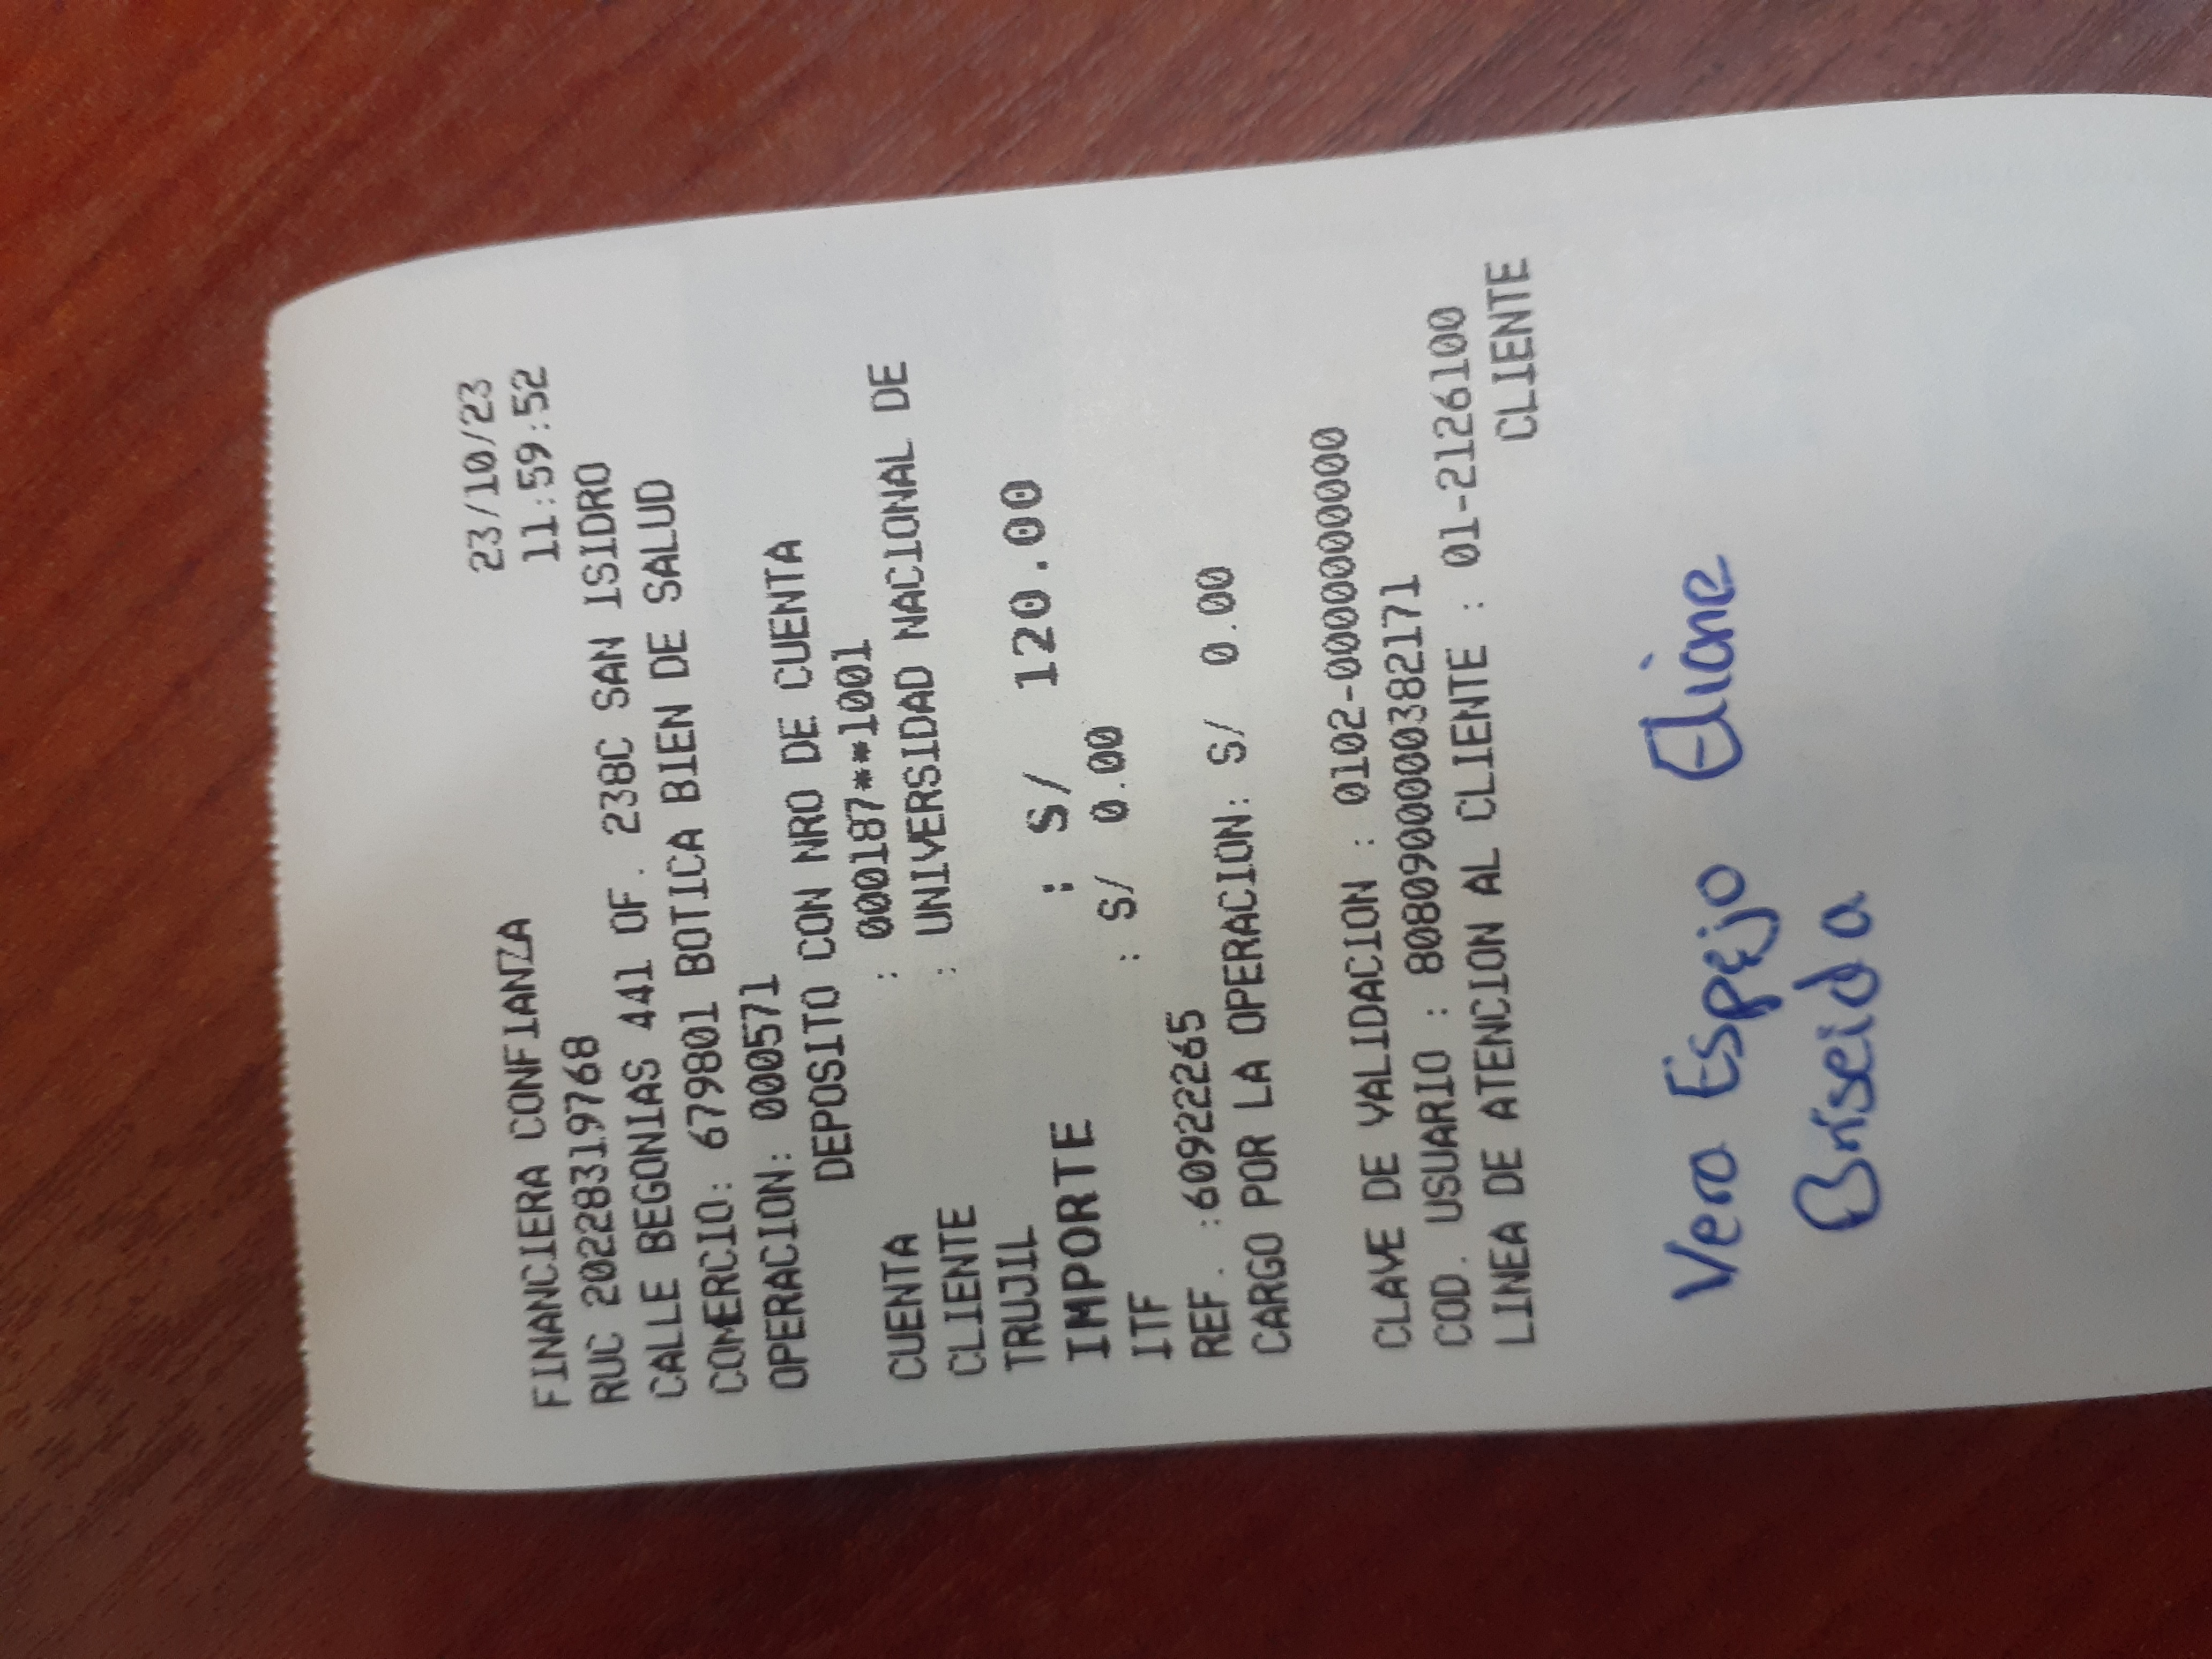 23/10/23
FINANCIERA CONFIANZA 11:59:52
RUC 20228319768
CALLE BEGONIAS 441 OF. 238C SAN ISIDRO
COMERCIO: 679801 BOTICA BIEN DE SALUD
OPERACION: 000571
DEPOSITO CON NRO DE CUENTA
CUENTA : 000187***1001
CLIENTE : UNIVERSIDAD NACIONAL DE
TRUJIL
IMPORTE : S/ 120.00
ITF : S/ 0.00
REF. :60922265
CARGO POR LA OPERACION: S/ 0.00
CLAVE DE VALIDACION : 0102-0000000000
COD. USUARIO : 80809000000382171
LINEA DE ATENCION AL CLIENTE : 01-2126100
CLIENTE
Vera Espejo Eliane
Briseida